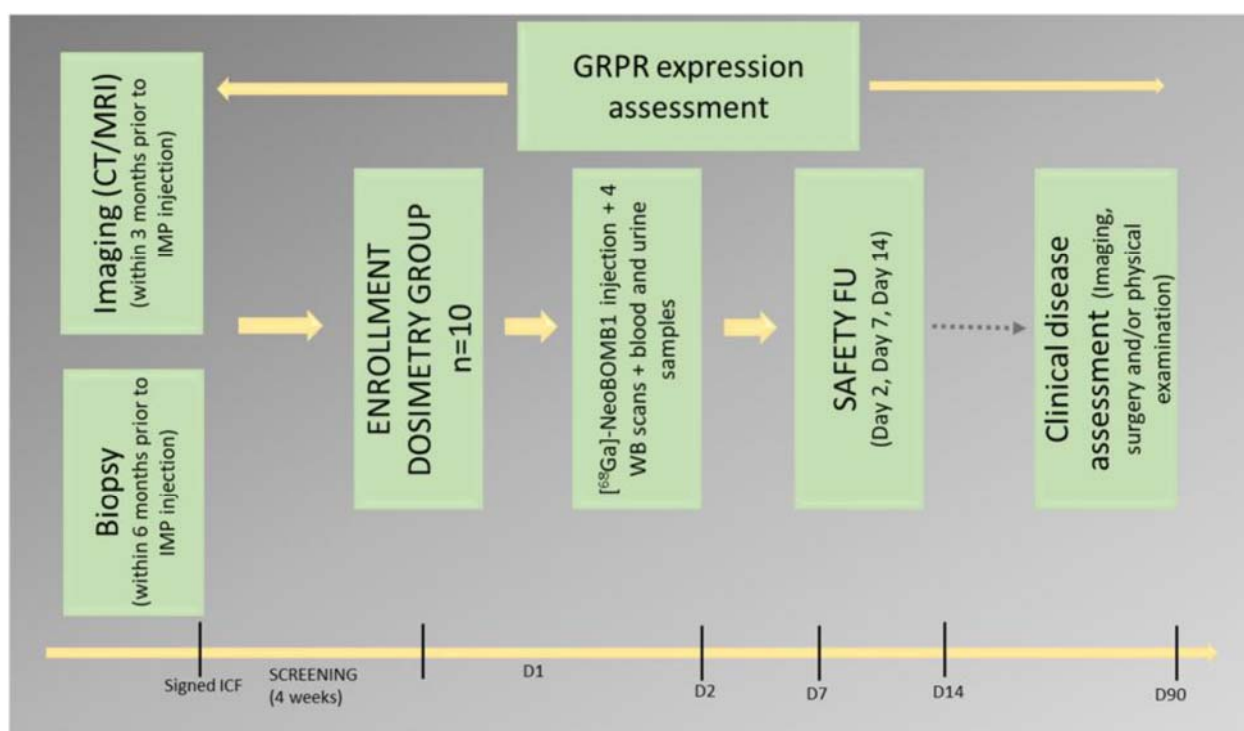 GRPR expression
assessment
Imaging (CT/MRI)
(within 3 months prior to
IMP injection)
Biopsy
(within 6 months prior to
IMP injection)
ENROLLMENT
DOSIMETRY GROUP
n=10
[⁶⁸Ga]-NeoBOMB1 injection + 4
WB scans + blood and urine
samples
SAFETY FU
(Day 2, Day 7, Day 14)
Clinical disease
assessment (Imaging,
surgery and/or physical
examination)
Signed ICF
SCREENING
(4 weeks)
D1
D2
D7
D14
D90